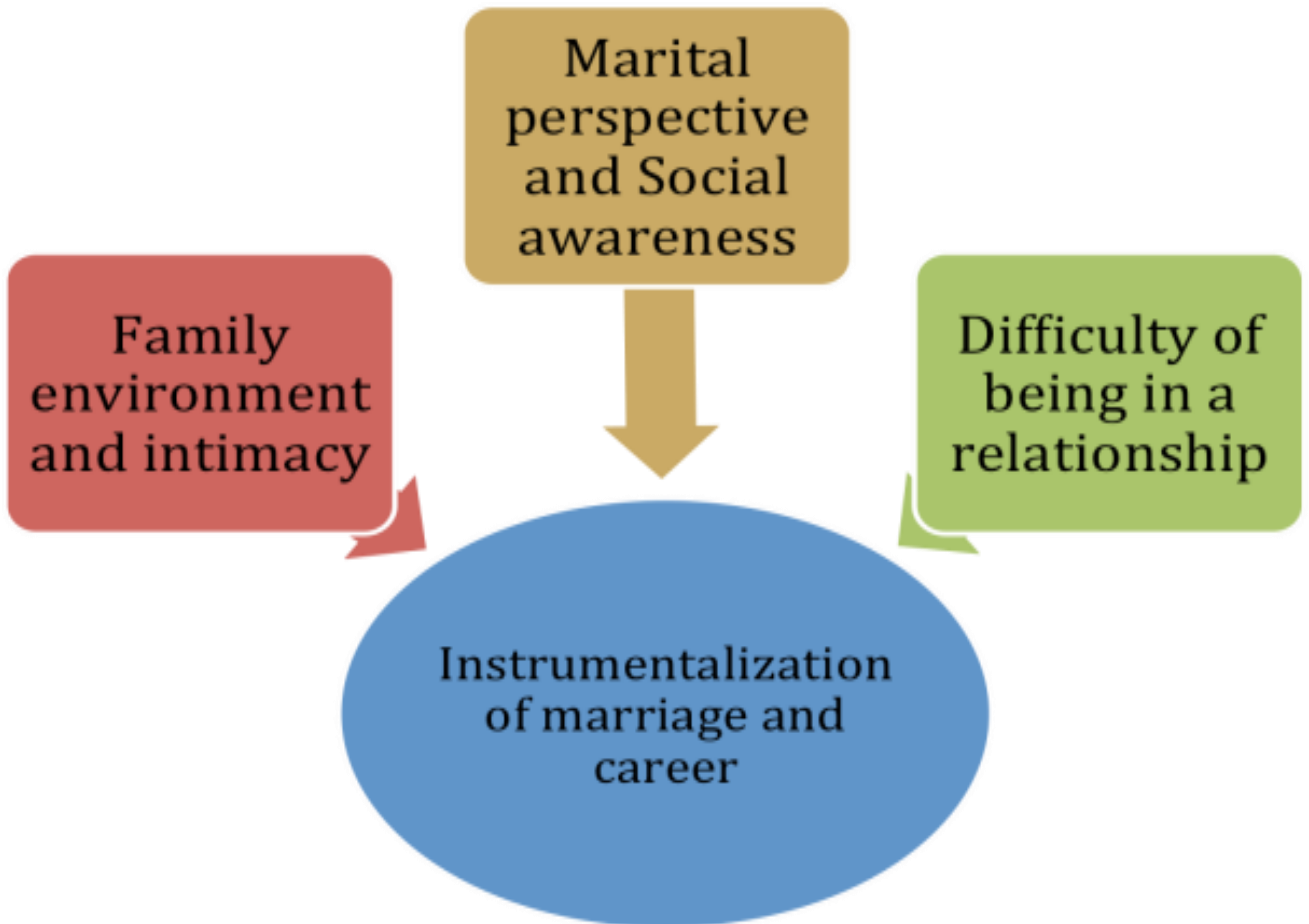 Marital
perspective
and Social
awareness
Family
environment
and intimacy
Difficulty of
being in a
relationship
Instrumentalization
of marriage and
career